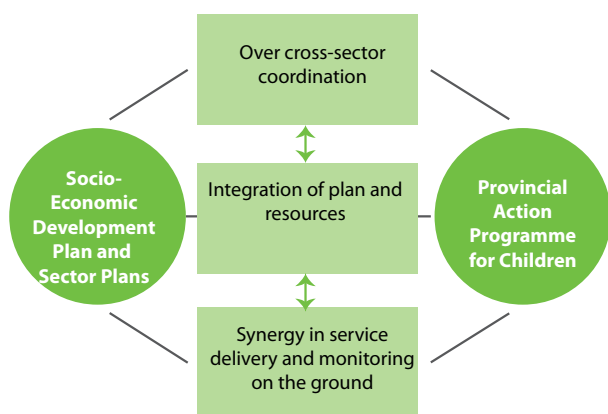 Over cross-sector
coordination
Socio-
Economic
Development
Plan and
Sector Plans
Integration of plan and
resources
Provincial
Action
Programme
for Children
Synergy in service
delivery and monitoring
on the ground